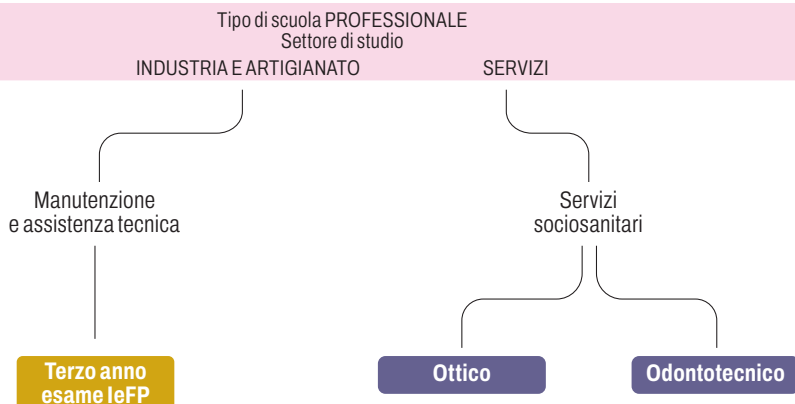 Tipo di scuola PROFESSIONALE
Settore di studio
INDUSTRIA E ARTIGIANATO
SERVIZI
Manutenzione
e assistenza tecnica
Servizi
sociosanitari
Terzo anno
esame IeFP
Ottico
Odontotecnico